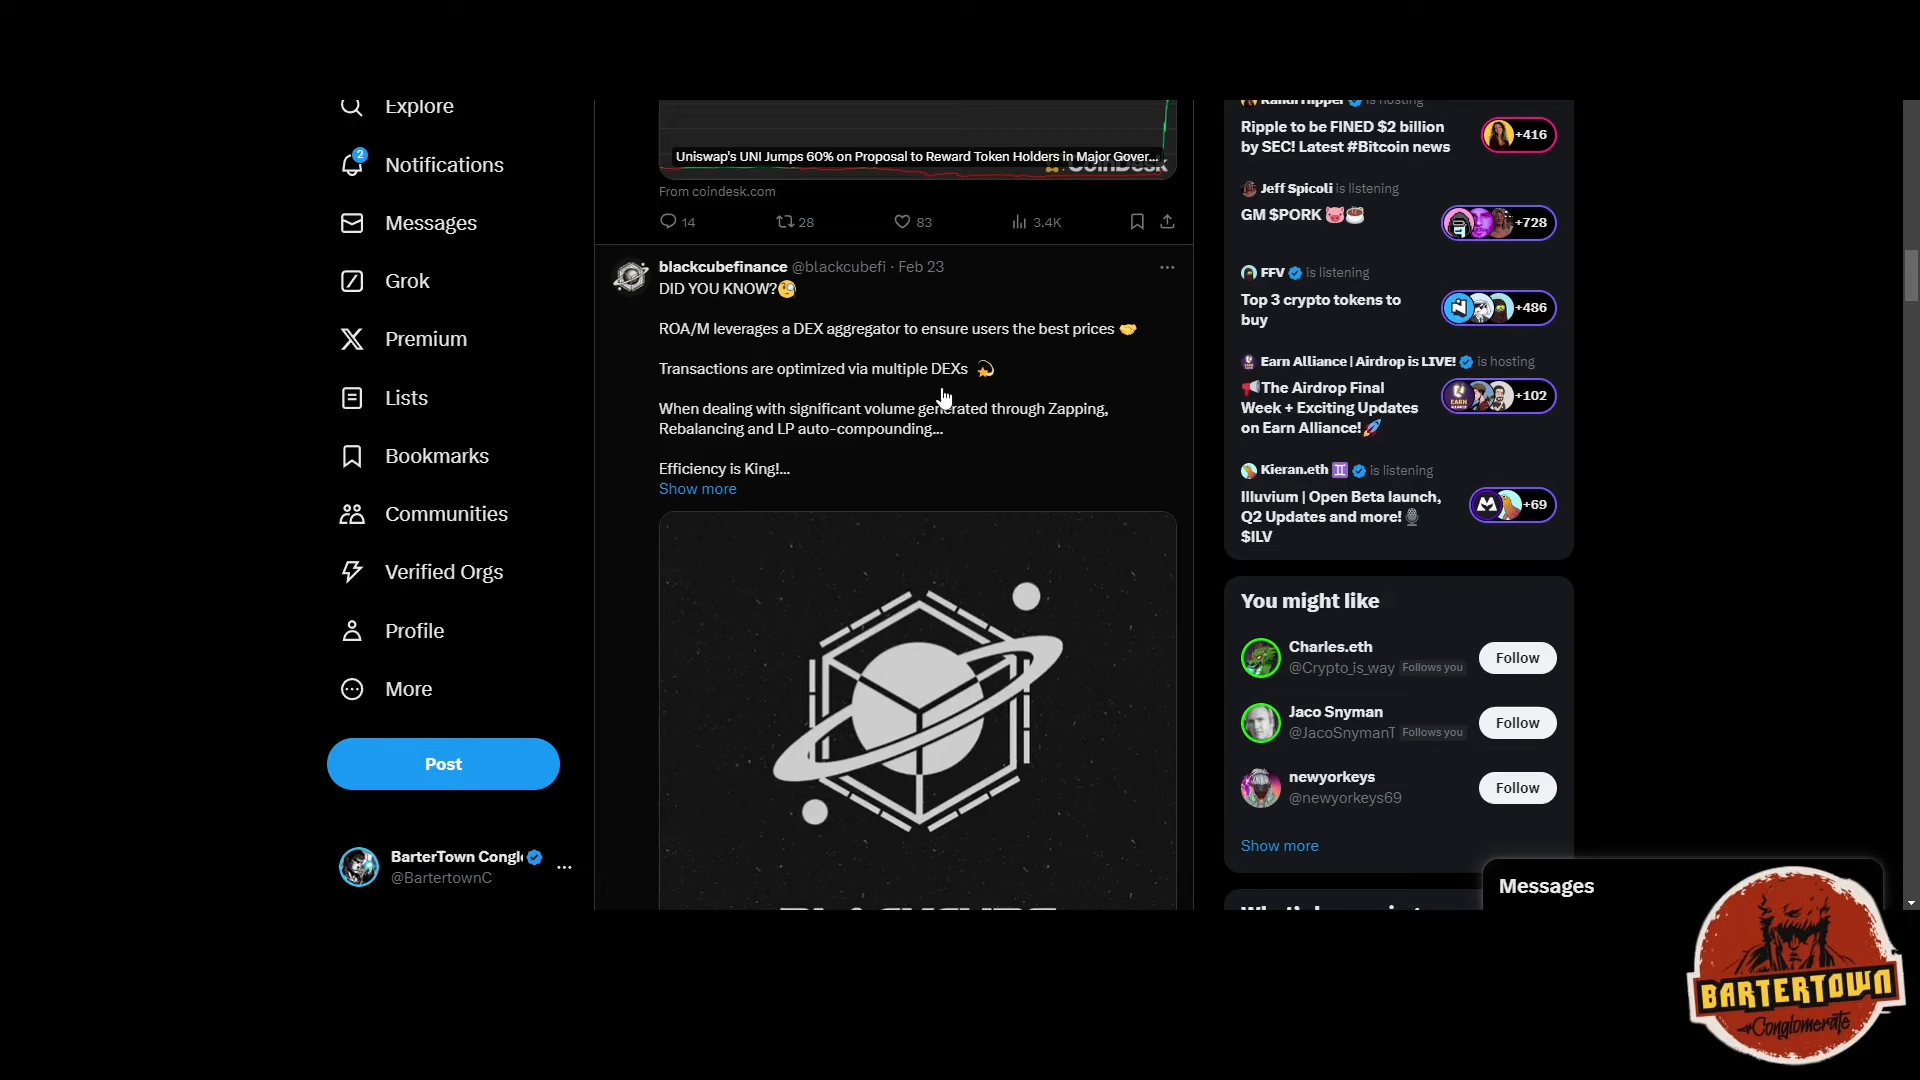 Explore
Notifications
2
Messages
Grok
Premium
Lists
Bookmarks
Communities
Verified Orgs
Profile
More
Post
BarterTown Congl
@BartertownC
Uniswap's UNI Jumps 60% on Proposal to Reward Token Holders in Major Gover...
CoinDesk
From coindesk.com
14
28
83
3.4K
blackcubefinance @blackcubefi · Feb 23
DID YOU KNOW?🧐
ROA/M leverages a DEX aggregator to ensure users the best prices 🤝
Transactions are optimized via multiple DEXs 💫
When dealing with significant volume generated through Zapping,
Rebalancing and LP auto-compounding...
Efficiency is King!...
Show more
is hosting
Ripple to be FINED $2 billion
by SEC! Latest #Bitcoin news
+416
Jeff Spicoli is listening
GM $PORK 🐷☕
+728
FFV is listening
Top 3 crypto tokens to
buy
+486
Earn Alliance | Airdrop is LIVE! is hosting
📢The Airdrop Final
Week + Exciting Updates
on Earn Alliance!🚀
+102
Kieran.eth ♊ is listening
Illuvium | Open Beta launch,
Q2 Updates and more!🎙
$ILV
+69
You might like
Charles.eth
@Crypto_is_way Follows you
Follow
Jaco Snyman
@JacoSnymanT Follows you
Follow
newyorkeys
@newyorkeys69
Follow
Show more
Messages
BARTERTOWN
Conglomerate